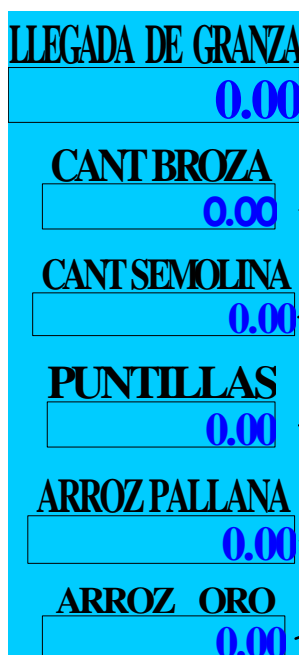 LLEGADA DE GRANZA
0.00
CANT BROZA
0.00
CANT SEMOLINA
0.00
PUNTILLAS
0.00
ARROZ PALLANA
0.00
ARROZ ORO
0.00